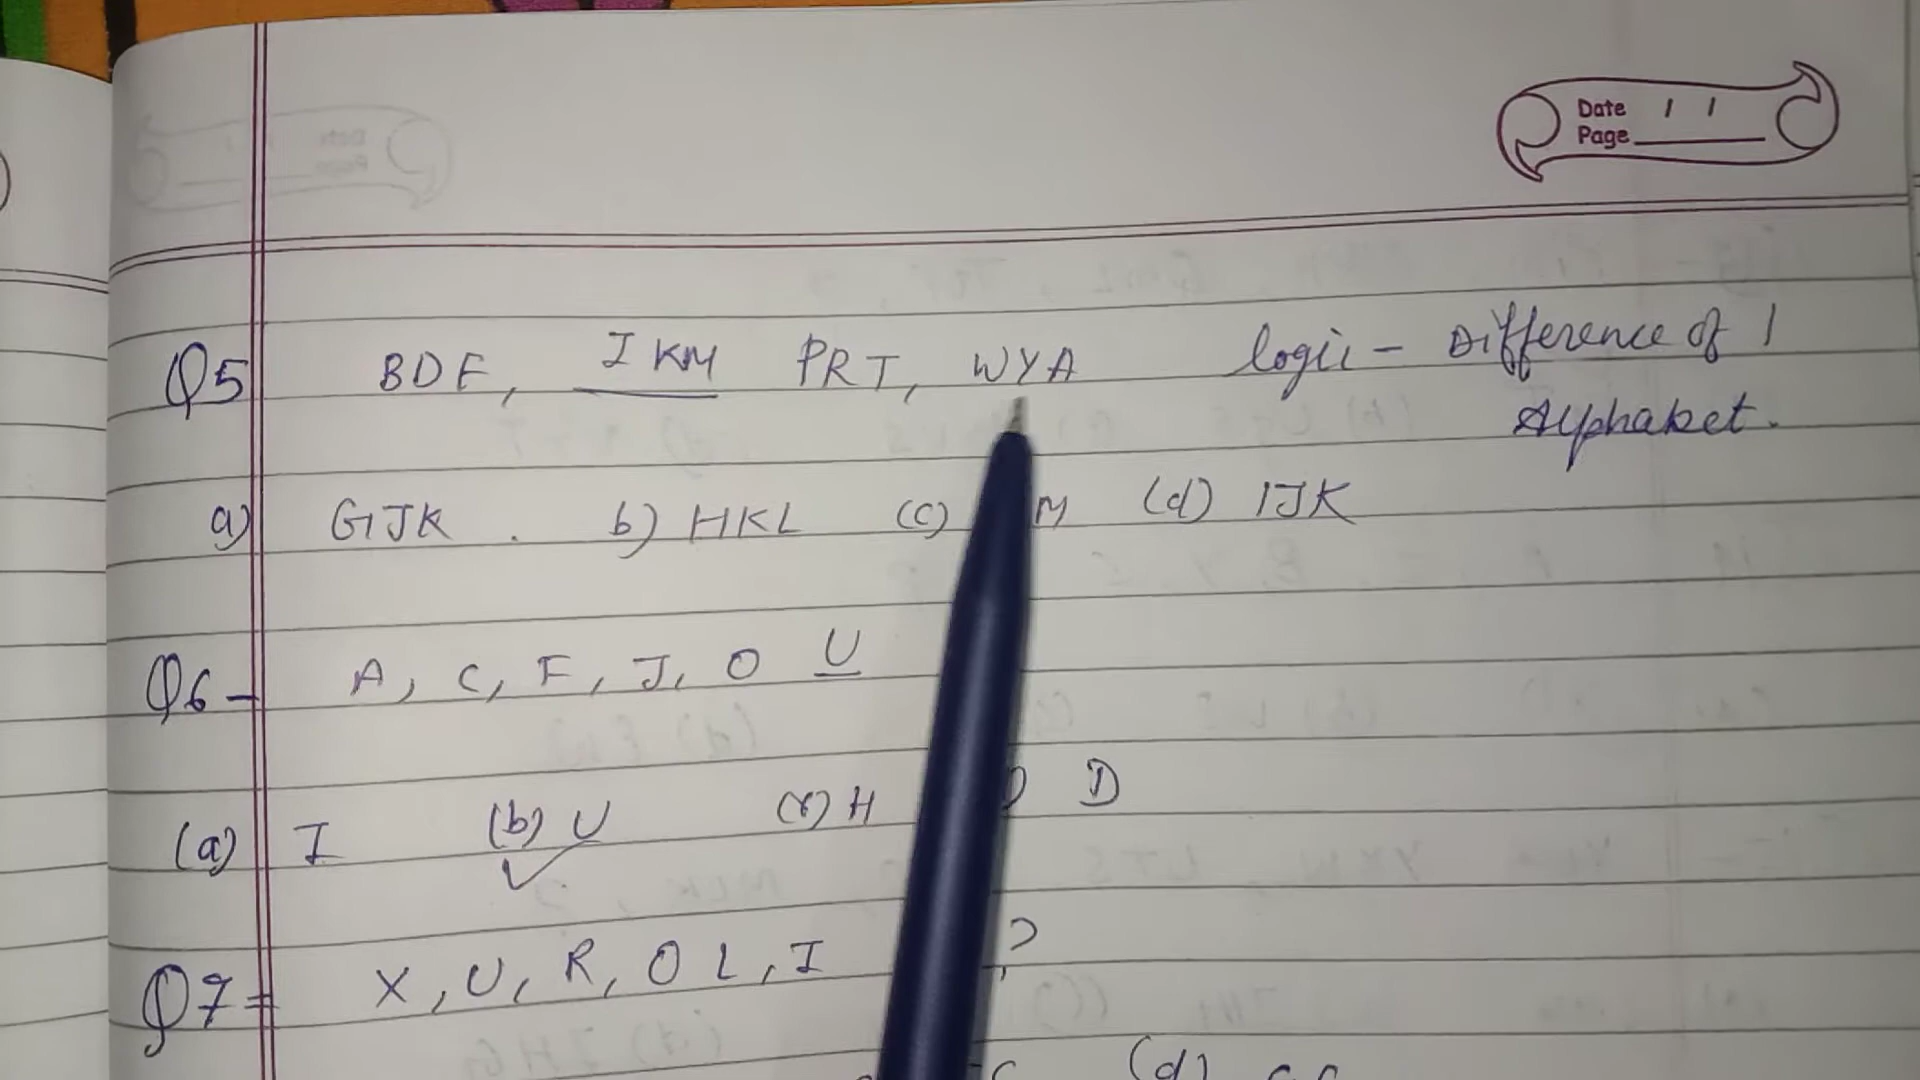 Date / /
Page
Q5 BDF, IKM PRT, WYA logic - Difference of 1
Alphabet.
a) GIJK . b) HKL (c) M (d) IJK
Q6 - A, C, F, J, O U
(a) I (b) U (c) H D
Q7 = X, U, R, O L, I ?
(d)